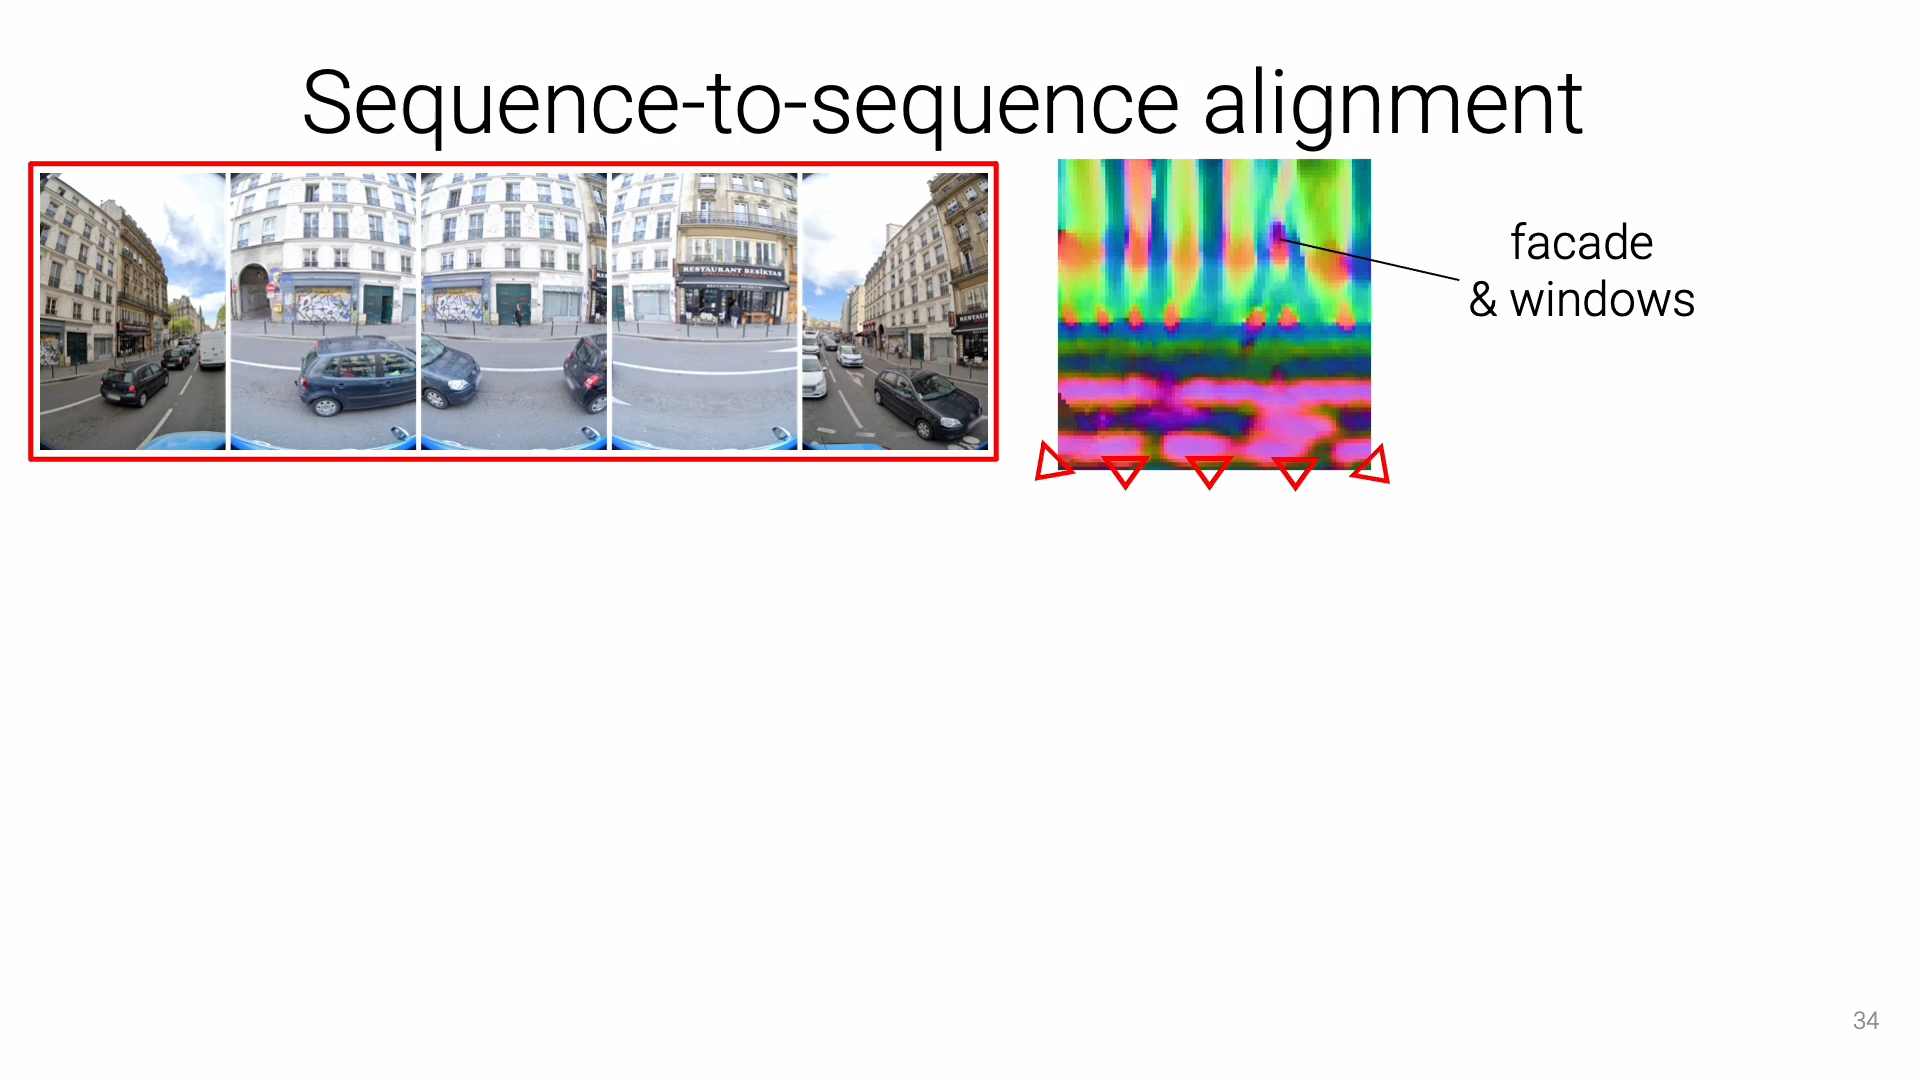 Sequence-to-sequence alignment
RESTAURANT BESIKTAS
facade
& windows
34